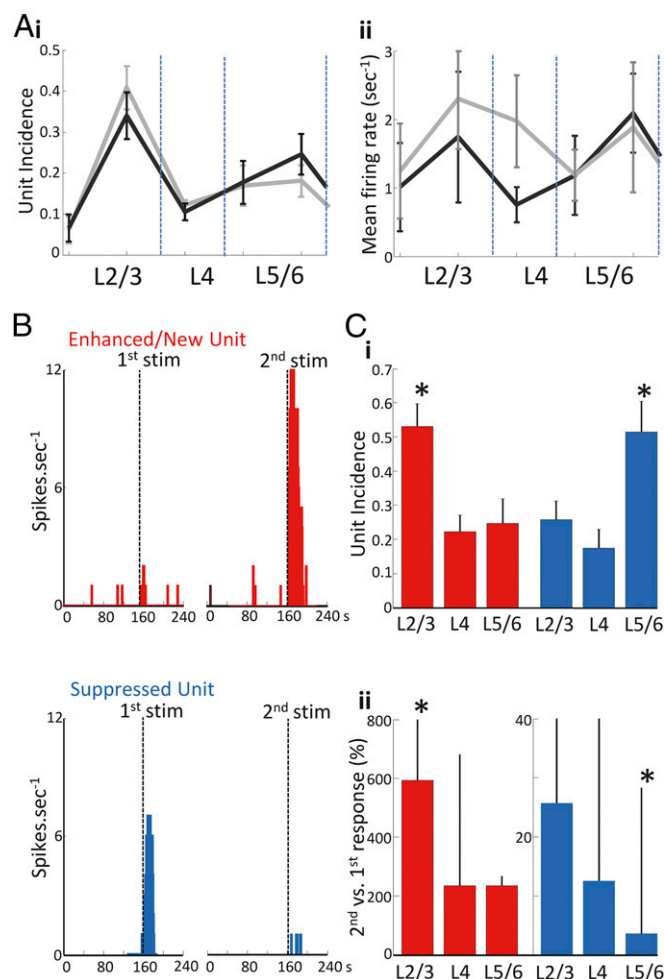 Ai
ii
Unit Incidence
0.5
0.4
0.3
0.2
0.1
0
L2/3 L4 L5/6
Mean firing rate (sec⁻¹)
3
2
1
0
L2/3 L4 L5/6
B
Enhanced/New Unit
1st stim
2nd stim
Spikes.sec⁻¹
12
6
0
0 80 160 240
0 80 160 240 s
Suppressed Unit
1st stim
2nd stim
Spikes.sec⁻¹
12
6
0
0 80 160 240
0 80 160 240 s
C
i
Unit Incidence
0.7
0.6
0.5
0.4
0.3
0.2
0.1
0
*
*
L2/3 L4 L5/6 L2/3 L4 L5/6
ii
2nd vs. 1st response (%)
800
600
400
200
0
40
20
*
*
L2/3 L4 L5/6 L2/3 L4 L5/6